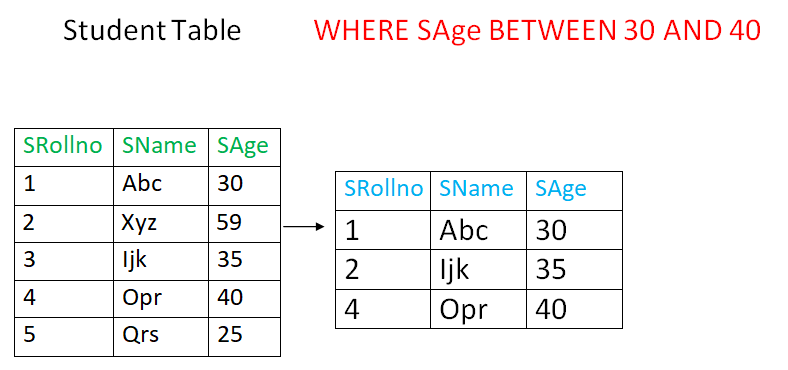 Student Table
WHERE SAge BETWEEN 30 AND 40
SRollno SName SAge
1 Abc 30
2 Xyz 59
3 Ijk 35
4 Opr 40
5 Qrs 25
SRollno SName SAge
1 Abc 30
2 Ijk 35
4 Opr 40